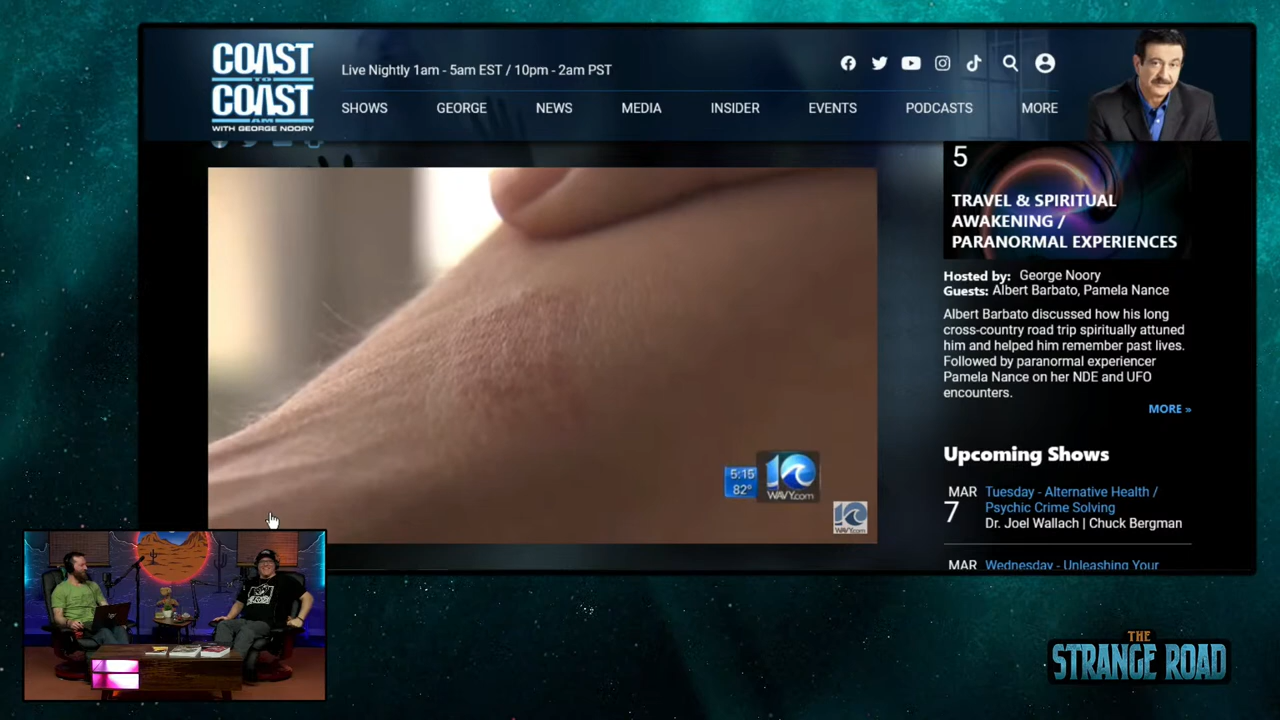 COAST
TO
COAST
AM
WITH GEORGE NOORY
Live Nightly 1am - 5am EST / 10pm - 2am PST
SHOWS GEORGE NEWS MEDIA INSIDER EVENTS PODCASTS MORE
5
TRAVEL & SPIRITUAL
AWAKENING /
PARANORMAL EXPERIENCES
Hosted by: George Noory
Guests: Albert Barbato, Pamela Nance
Albert Barbato discussed how his long
cross-country road trip spiritually attuned
him and helped him remember past lives.
Followed by paranormal experiencer
Pamela Nance on her NDE and UFO
encounters.
MORE »
Upcoming Shows
MAR
7
Tuesday - Alternative Health /
Psychic Crime Solving
Dr. Joel Wallach | Chuck Bergman
MAR
Wednesday - Unleashing Your
5:15
82°
10
WAVY.com
10
WAVY.com
THE
STRANGE ROAD